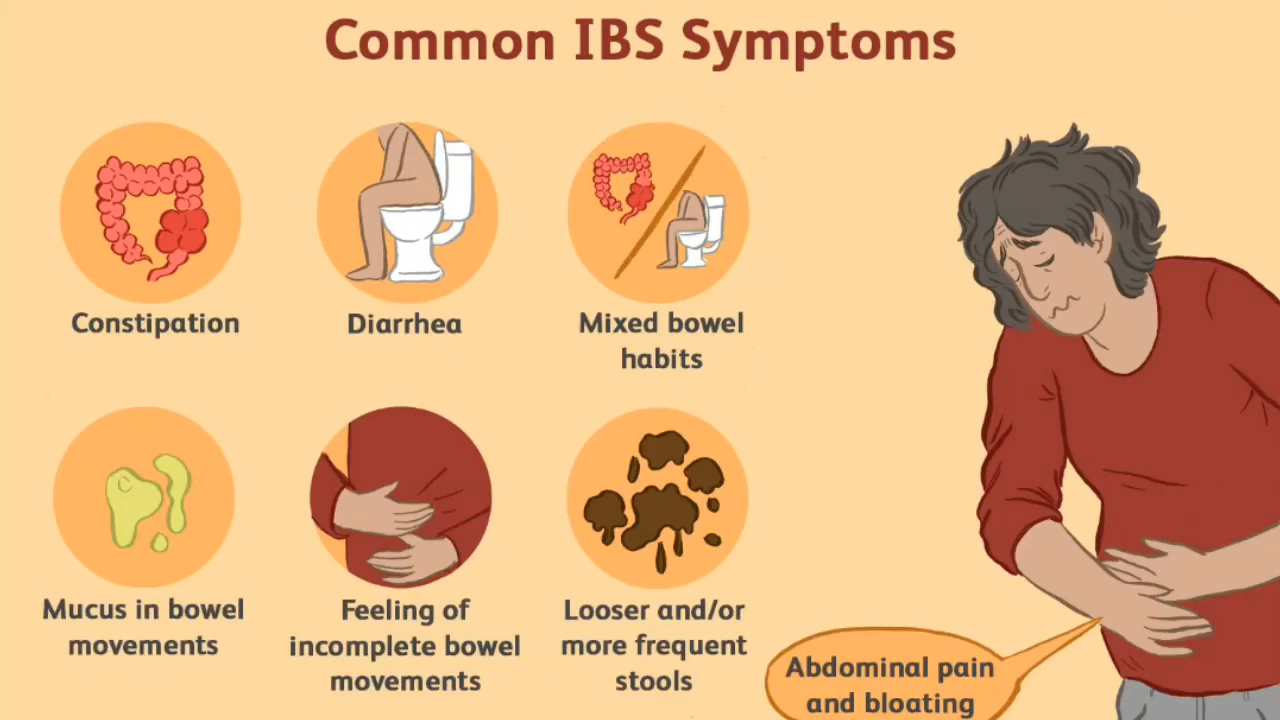 Common IBS Symptoms
Constipation
Diarrhea
Mixed bowel
habits
Mucus in bowel
movements
Feeling of
incomplete bowel
movements
Looser and/or
more frequent
stools
Abdominal pain
and bloating